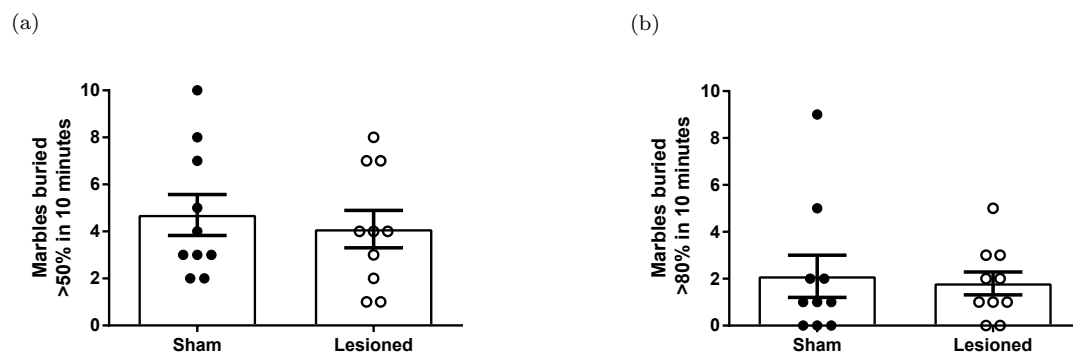 (a)
Marbles buried
>50% in 10 minutes
10
8
6
4
2
0
Sham
Lesioned
(b)
Marbles buried
>80% in 10 minutes
10
8
6
4
2
0
Sham
Lesioned